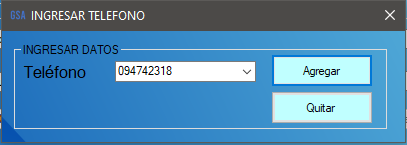 GSA INGRESAR TELEFONO
INGRESAR DATOS
Teléfono 094742318 Agregar
Quitar